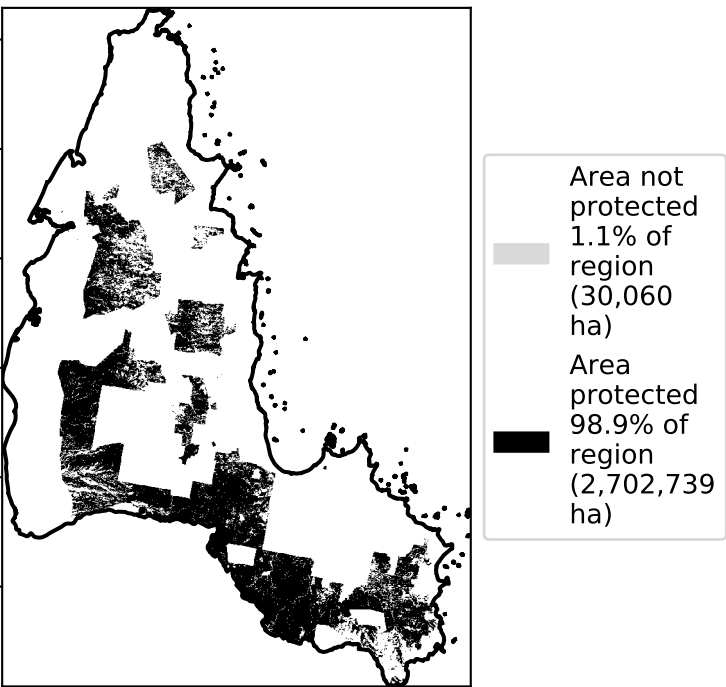 Area not
protected
1.1% of
region
(30,060
ha)
Area
protected
98.9% of
region
(2,702,739
ha)